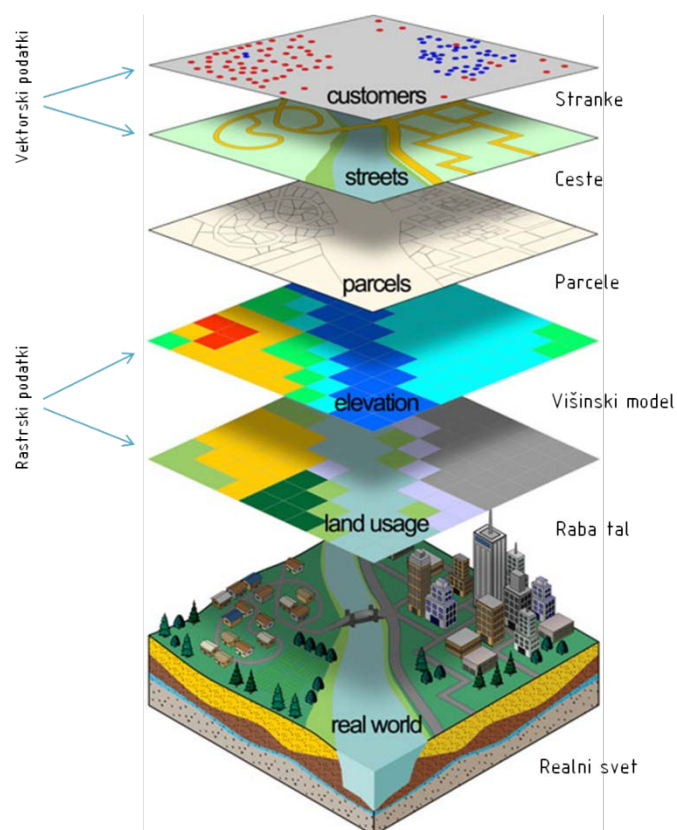 Vektorski podatki
customers
Stranke
streets
Ceste
parcels
Parcele
Rastrski podatki
elevation
Višinski model
land usage
Raba tal
real world
Realni svet